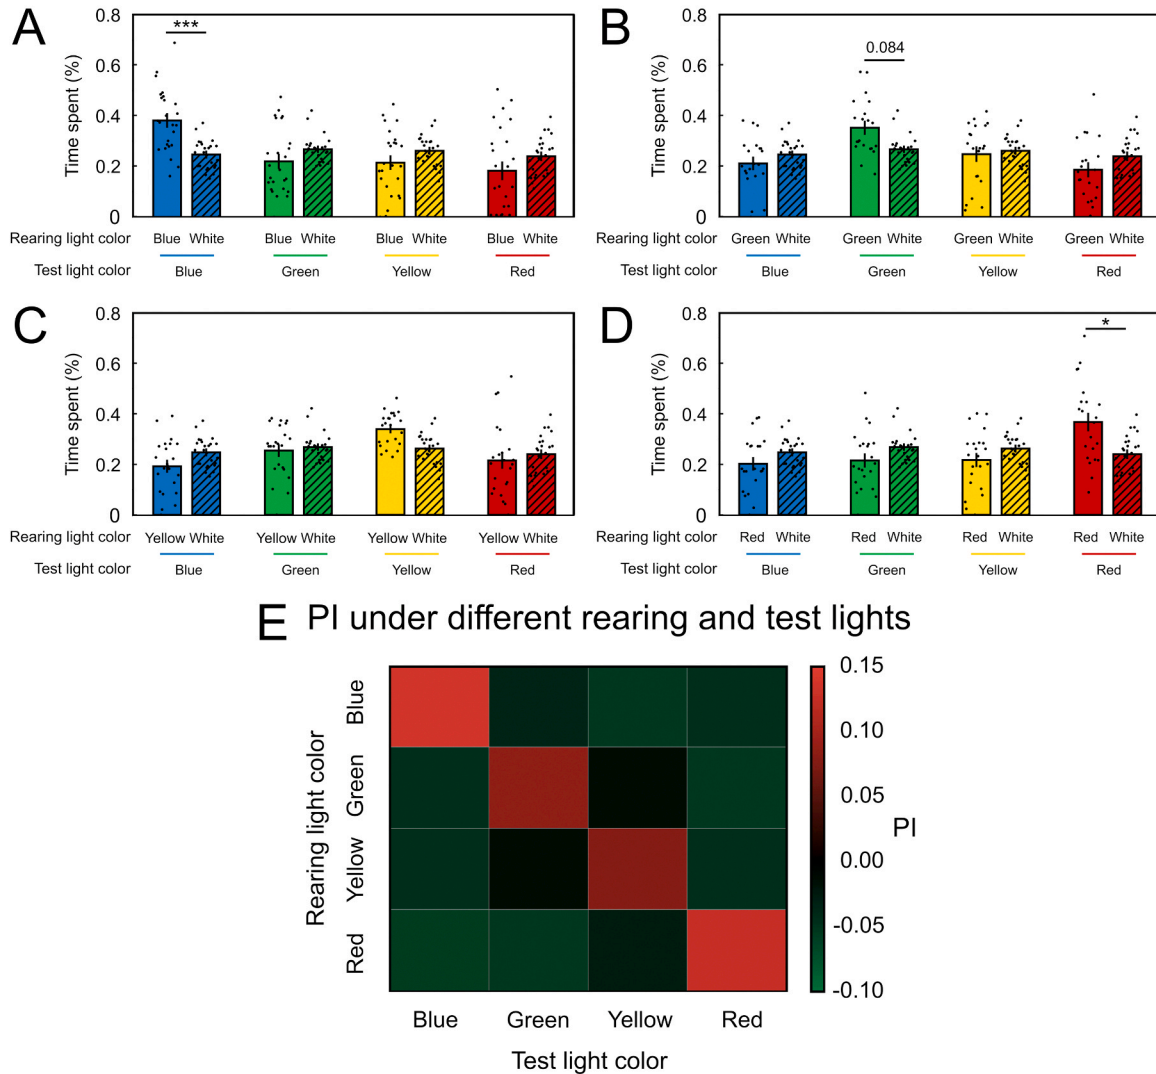 A
B
0.8
0.6
0.4
0.2
0
Time spent (%)
***
Rearing light color Blue White Blue White Blue White Blue White
Test light color Blue Green Yellow Red
0.8
0.6
0.4
0.2
0
Time spent (%)
0.084
Rearing light color Green White Green White Green White Green White
Test light color Blue Green Yellow Red
C
D
0.8
0.6
0.4
0.2
0
Time spent (%)
Rearing light color Yellow White Yellow White Yellow White Yellow White
Test light color Blue Green Yellow Red
0.8
0.6
0.4
0.2
0
Time spent (%)
*
Rearing light color Red White Red White Red White Red White
Test light color Blue Green Yellow Red
E PI under different rearing and test lights
Rearing light color
Blue
Green
Yellow
Red
Blue Green Yellow Red
Test light color
0.15
0.10
0.05
0.00
-0.05
-0.10
PI